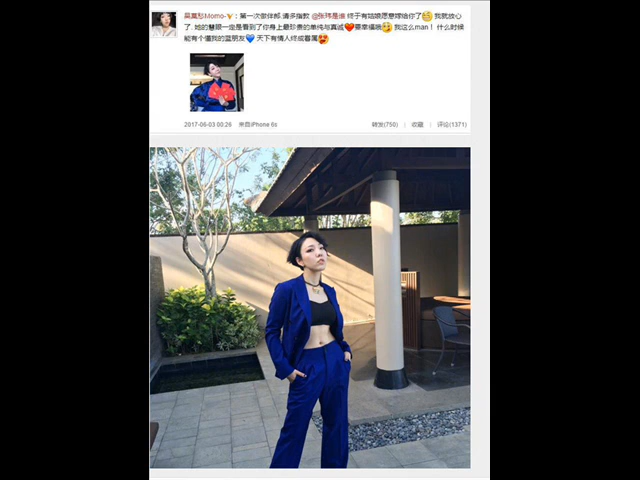 吴莫愁Momo-V：第一次做伴郎 请多指教 @张玮是谁 终于有姑娘愿意嫁给你了 我就放心
了 她的慧眼一定是看到了你身上最珍贵的单纯与真诚 要幸福哦 我这么man！ 什么时候
能有个懂我的蓝朋友 天下有情人终成眷属
2017-06-03 00:26 来自iPhone 6s 转发(750) | 收藏 | 评论(1371)